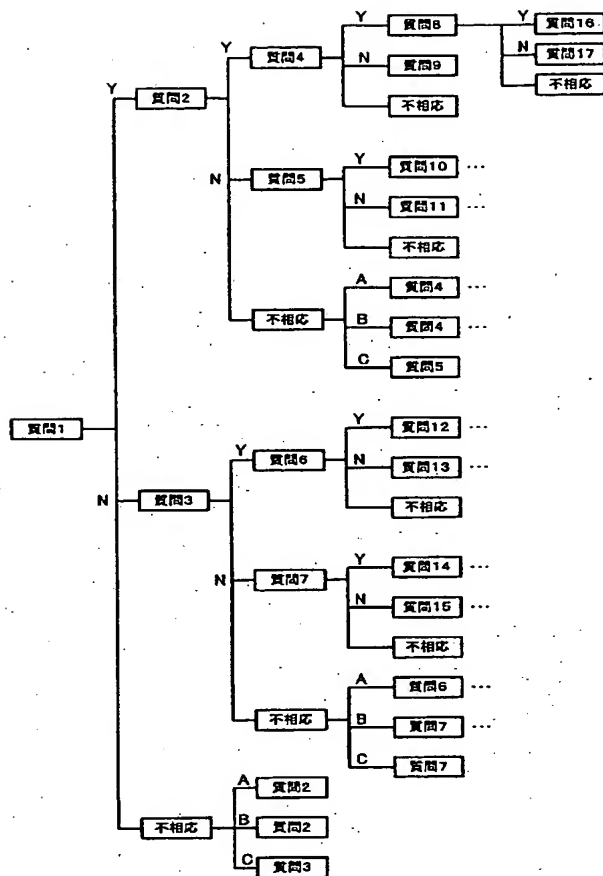 質問1
Y
質問2
Y
質問4
Y
質問8
Y
質問16
N
質問17
不相応
N
質問9
不相応
N
質問5
Y
質問10 ...
N
質問11 ...
不相応
不相応
A
質問4 ...
B
質問4 ...
C
質問5
N
質問3
Y
質問6
Y
質問12 ...
N
質問13 ...
不相応
N
質問7
Y
質問14 ...
N
質問15 ...
不相応
不相応
A
質問6 ...
B
質問7 ...
C
質問7
不相応
A
質問2
B
質問2
C
質問3